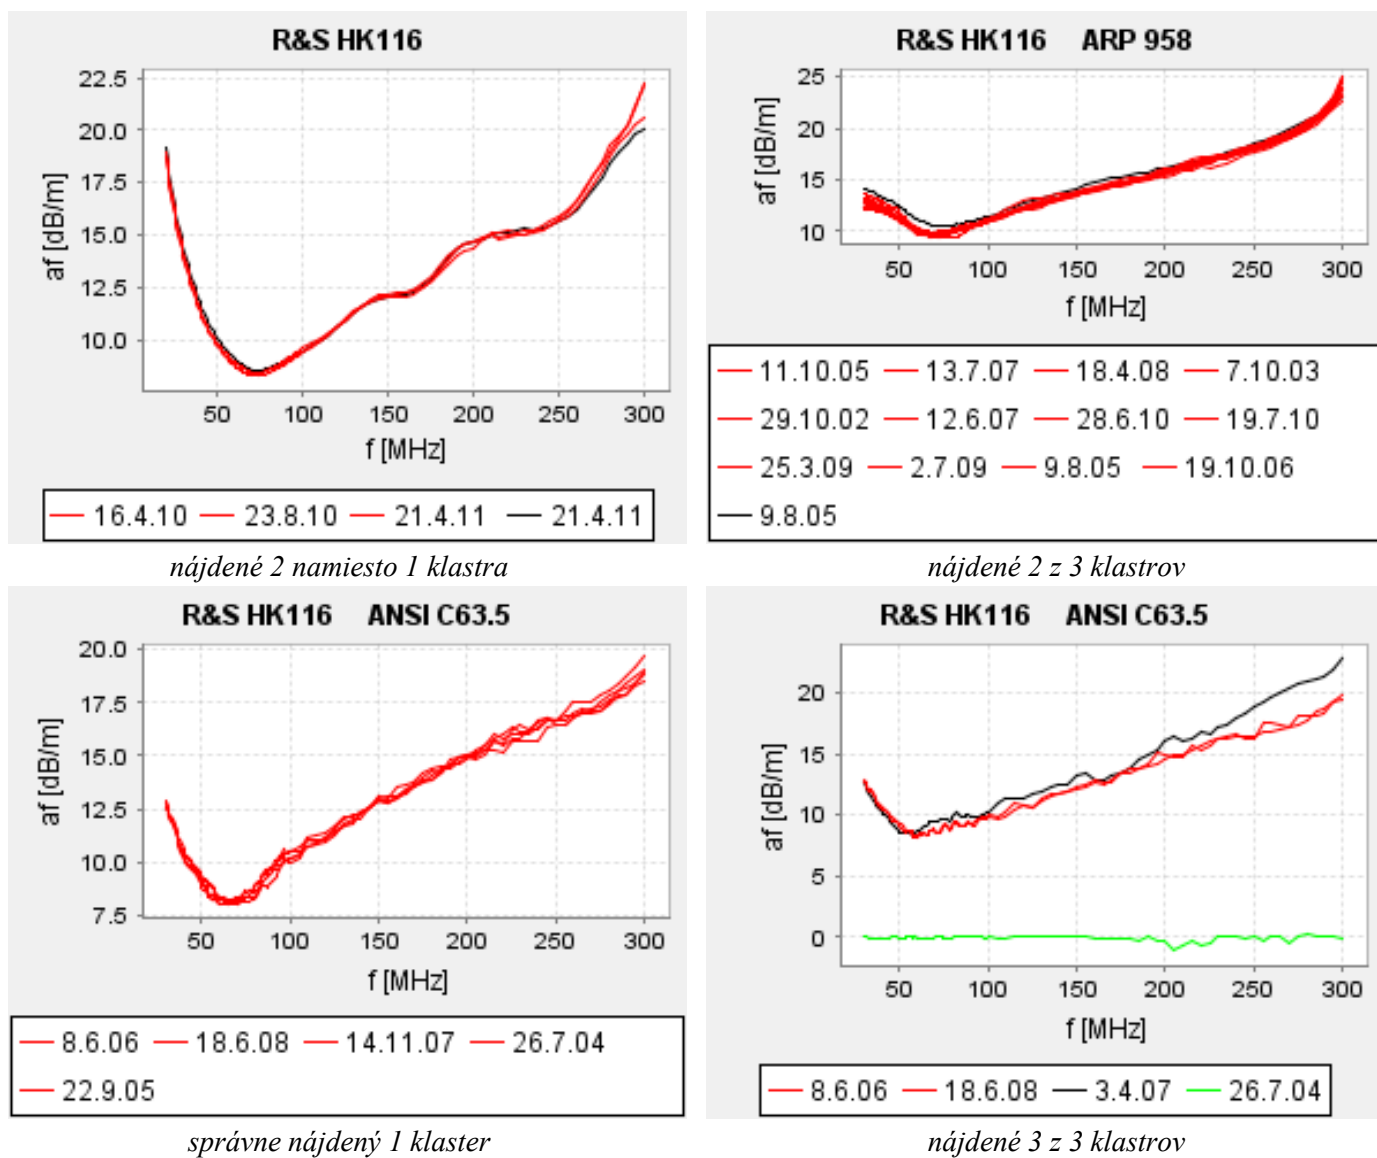 R&S HK116
af [dB/m]
22.5
20.0
17.5
15.0
12.5
10.0
50 100 150 200 250 300
f [MHz]
16.4.10 23.8.10 21.4.11 21.4.11
nájdené 2 namiesto 1 klastra
R&S HK116 ARP 958
af [dB/m]
25
20
15
10
50 100 150 200 250 300
f [MHz]
11.10.05 13.7.07 18.4.08 7.10.03
29.10.02 12.6.07 28.6.10 19.7.10
25.3.09 2.7.09 9.8.05 19.10.06
9.8.05
nájdené 2 z 3 klastrov
R&S HK116 ANSI C63.5
af [dB/m]
20.0
17.5
15.0
12.5
10.0
7.5
50 100 150 200 250 300
f [MHz]
8.6.06 18.6.08 14.11.07 26.7.04
22.9.05
správne nájdený 1 klaster
R&S HK116 ANSI C63.5
af [dB/m]
20
15
10
5
0
50 100 150 200 250 300
f [MHz]
8.6.06 18.6.08 3.4.07 26.7.04
nájdené 3 z 3 klastrov